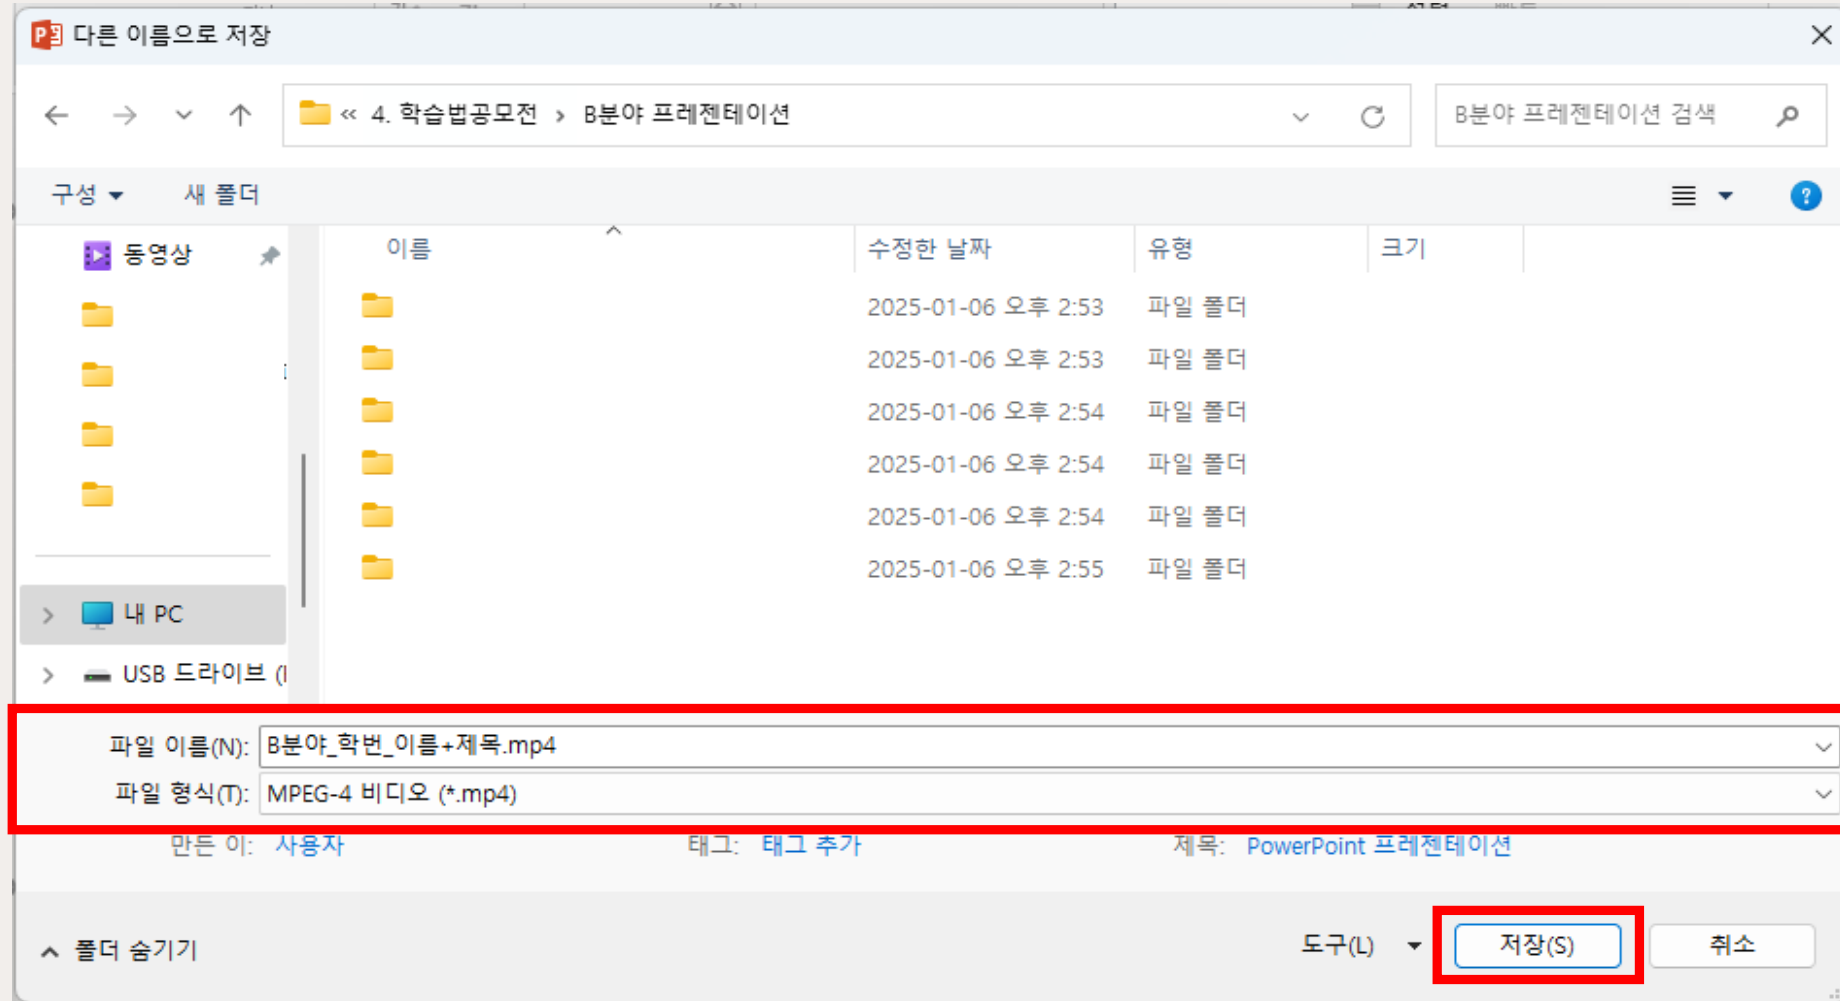 다른 이름으로 저장
« 4. 학습법공모전 > B분야 프레젠테이션
B분야 프레젠테이션 검색
구성
새 폴더
동영상
이름 수정한 날짜 유형 크기
2025-01-06 오후 2:53 파일 폴더
2025-01-06 오후 2:53 파일 폴더
2025-01-06 오후 2:54 파일 폴더
2025-01-06 오후 2:54 파일 폴더
2025-01-06 오후 2:54 파일 폴더
2025-01-06 오후 2:55 파일 폴더
내 PC
USB 드라이브
파일 이름(N): B분야_학번_이름+제목.mp4
파일 형식(T): MPEG-4 비디오 (*.mp4)
만든 이: 사용자 태그: 태그 추가 제목: PowerPoint 프레젠테이션
폴더 숨기기
도구(L) 저장(S) 취소